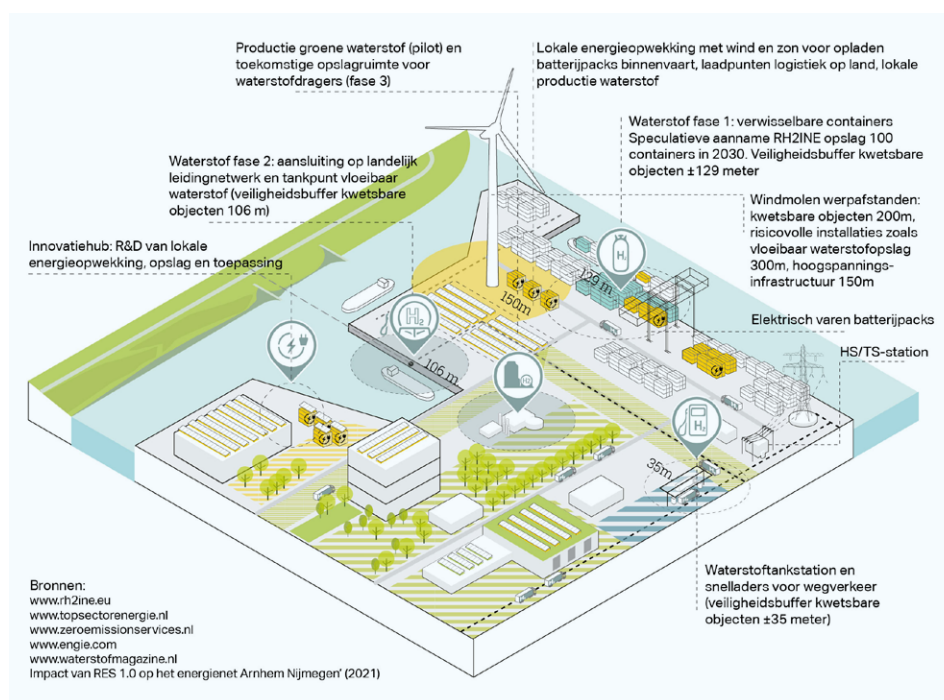 Productie groene waterstof (pilot) en
toekomstige opslagruimte voor
waterstofdragers (fase 3)
Lokale energieopwekking met wind en zon voor opladen
batterijpacks binnenvaart, laadpunten logistiek op land, lokale
productie waterstof
Waterstof fase 1: verwisselbare containers
Speculatieve aanname RH2INE opslag 100
containers in 2030. Veiligheidsbuffer kwetsbare
objecten ±129 meter
Waterstof fase 2: aansluiting op landelijk
leidingnetwerk en tankpunt vloeibaar
waterstof (veiligheidsbuffer kwetsbare
objecten 106 m)
Windmolen werpafstanden:
kwetsbare objecten 200m,
risicovolle installaties zoals
vloeibaar waterstofopslag
300m, hoogspannings-
infrastructuur 150m
Innovatiehub: R&D van lokale
energieopwekking, opslag en toepassing
129 m
150m
H₂
Elektrisch varen batterijpacks
HS/TS-station
106 m
H₂
35m
Waterstoftankstation en
snelladers voor wegverkeer
(veiligheidsbuffer kwetsbare
objecten ±35 meter)
Bronnen:
www.rh2ine.eu
www.topsectorenergie.nl
www.zeroemissionservices.nl
www.engie.com
www.waterstofmagazine.nl
Impact van RES 1.0 op het energienet Arnhem Nijmegen' (2021)